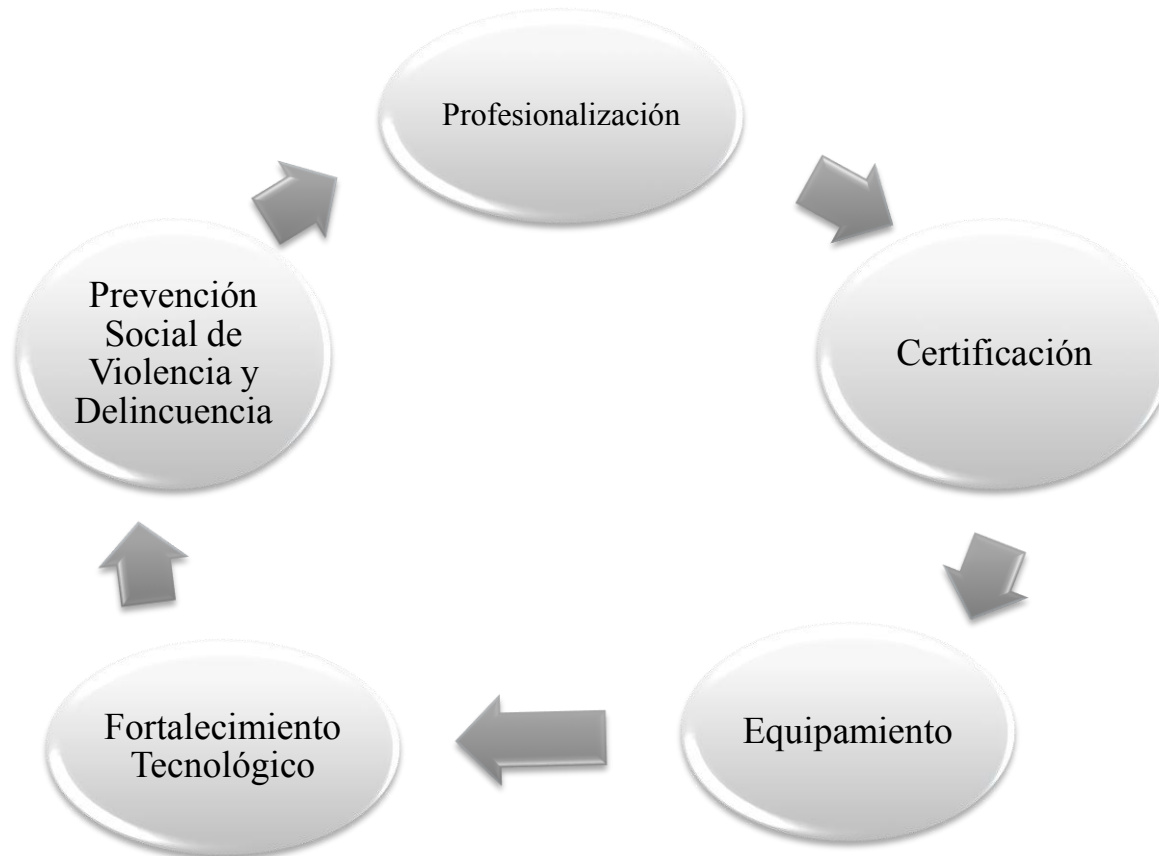 Profesionalización
Certificación
Equipamiento
Fortalecimiento
Tecnológico
Prevención
Social de
Violencia y
Delincuencia